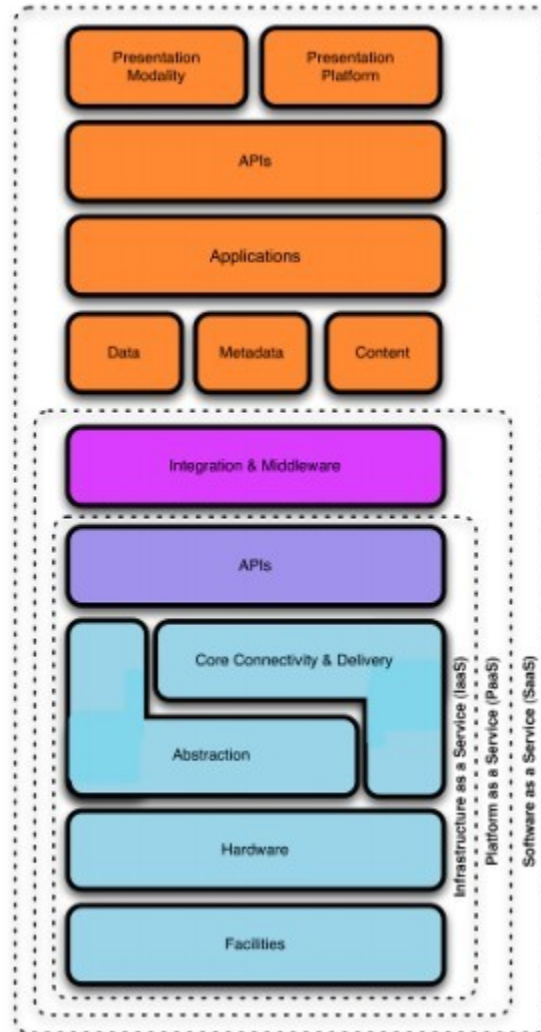 Presentation
Modality
Presentation
Platform
APIs
Applications
Data
Metadata
Content
Integration & Middleware
APIs
Core Connectivity & Delivery
Abstraction
Hardware
Facilities
Infrastructure as a Service (IaaS)
Platform as a Service (PaaS)
Software as a Service (SaaS)